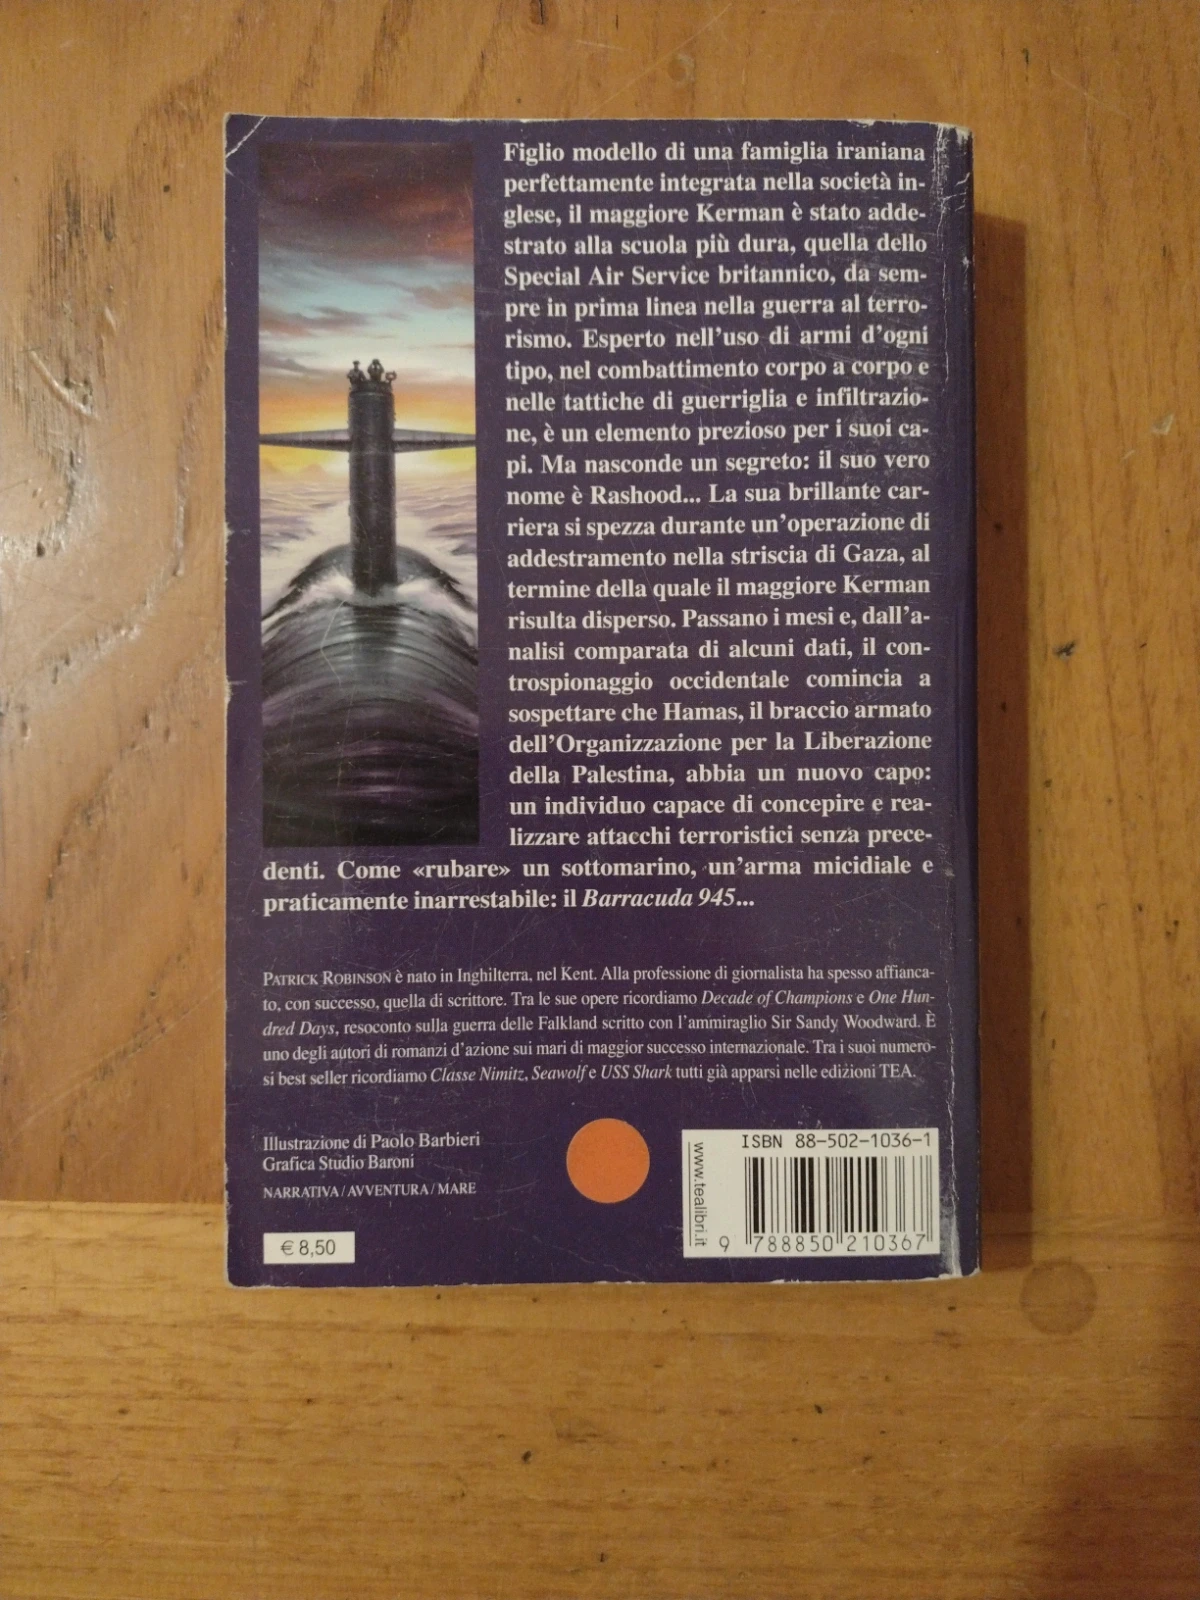 Figlio modello di una famiglia iraniana
perfettamente integrata nella società in-
glese, il maggiore Kerman è stato adde-
strato alla scuola più dura, quella dello
Special Air Service britannico, da sem-
pre in prima linea nella guerra al terro-
rismo. Esperto nell'uso di armi d'ogni
tipo, nel combattimento corpo a corpo e
nelle tattiche di guerriglia e infiltrazio-
ne, è un elemento prezioso per i suoi ca-
pi. Ma nasconde un segreto: il suo vero
nome è Rashood... La sua brillante car-
riera si spezza durante un'operazione di
addestramento nella striscia di Gaza, al
termine della quale il maggiore Kerman
risulta disperso. Passano i mesi e, dall'a-
nalisi comparata di alcuni dati, il con-
trospionaggio occidentale comincia a
sospettare che Hamas, il braccio armato
dell'Organizzazione per la Liberazione
della Palestina, abbia un nuovo capo:
un individuo capace di concepire e rea-
lizzare attacchi terroristici senza prece-
denti. Come «rubare» un sottomarino, un'arma micidiale e
praticamente inarrestabile: il Barracuda 945...
PATRICK ROBINSON è nato in Inghilterra, nel Kent. Alla professione di giornalista ha spesso affianca-
to, con successo, quella di scrittore. Tra le sue opere ricordiamo Decade of Champions e One Hun-
dred Days, resoconto sulla guerra delle Falkland scritto con l'ammiraglio Sir Sandy Woodward. È
uno degli autori di romanzi d'azione sui mari di maggior successo internazionale. Tra i suoi numero-
si best seller ricordiamo Classe Nimitz, Seawolf e USS Shark tutti già apparsi nelle edizioni TEA.
Illustrazione di Paolo Barbieri
Grafica Studio Baroni
NARRATIVA/AVVENTURA/MARE
€ 8,50
www.tealibri.it
ISBN 88-502-1036-1
9 788850 210367